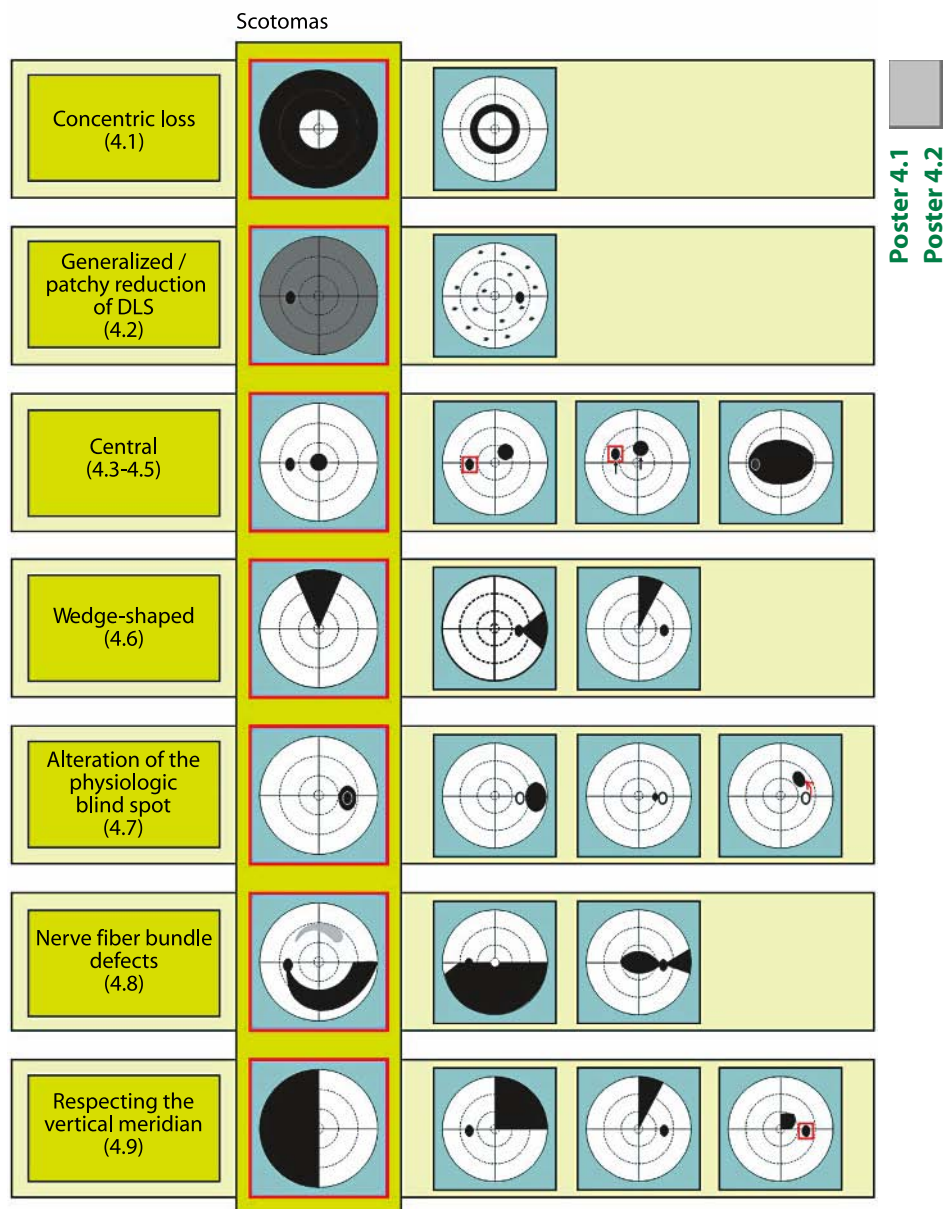 Scotomas
Concentric loss
(4.1)
Poster 4.1
Poster 4.2
Generalized /
patchy reduction
of DLS
(4.2)
Central
(4.3-4.5)
Wedge-shaped
(4.6)
Alteration of the
physiologic
blind spot
(4.7)
Nerve fiber bundle
defects
(4.8)
Respecting the
vertical meridian
(4.9)